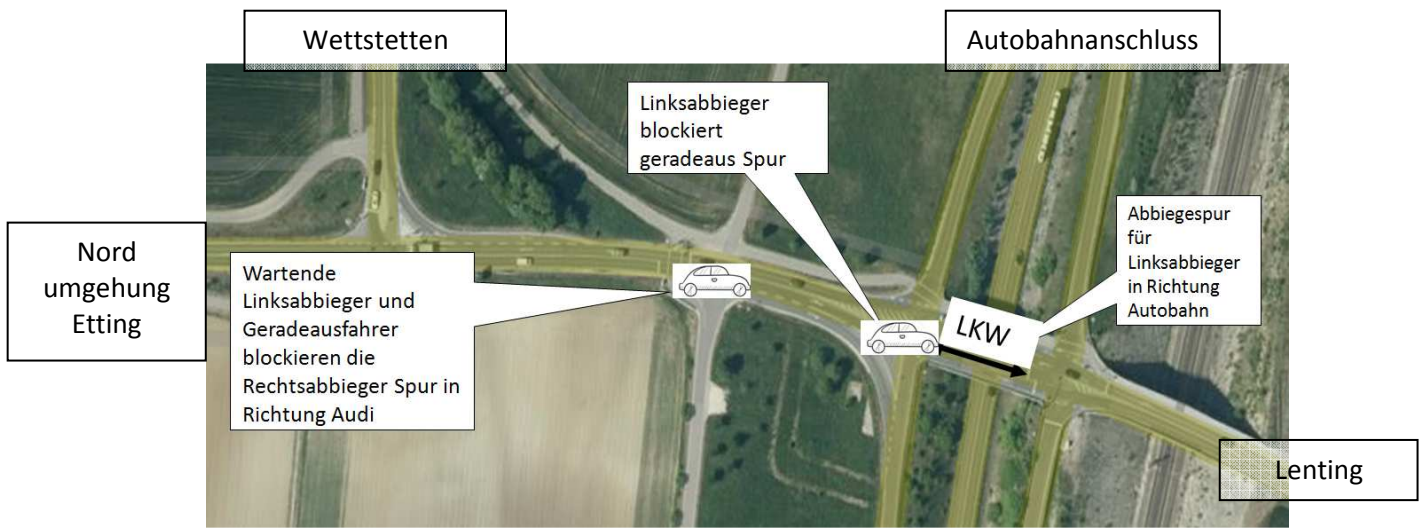 Wettstetten
Autobahnanschluss
Linksabbieger
blockiert
geradeaus Spur
Abbiegespur
für
Linksabbieger
in Richtung
Autobahn
Nord
umgehung
Etting
Wartende
Linksabbieger und
Geradeausfahrer
blockieren die
Rechtsabbieger Spur in
Richtung Audi
LKW
Lenting